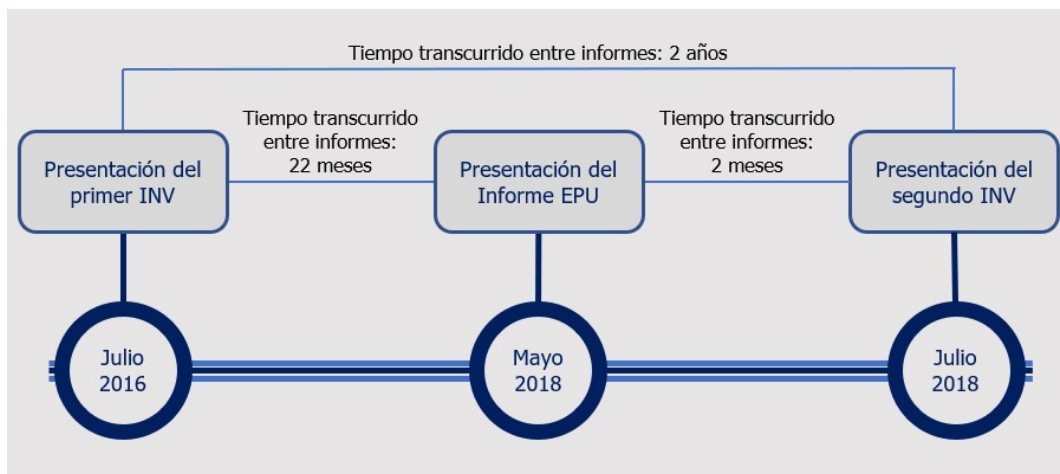 Tiempo transcurrido entre informes: 2 años
Tiempo transcurrido
entre informes:
22 meses
Tiempo transcurrido
entre informes:
2 meses
Presentación del
primer INV
Presentación del
Informe EPU
Presentación del
segundo INV
Julio
2016
Mayo
2018
Julio
2018